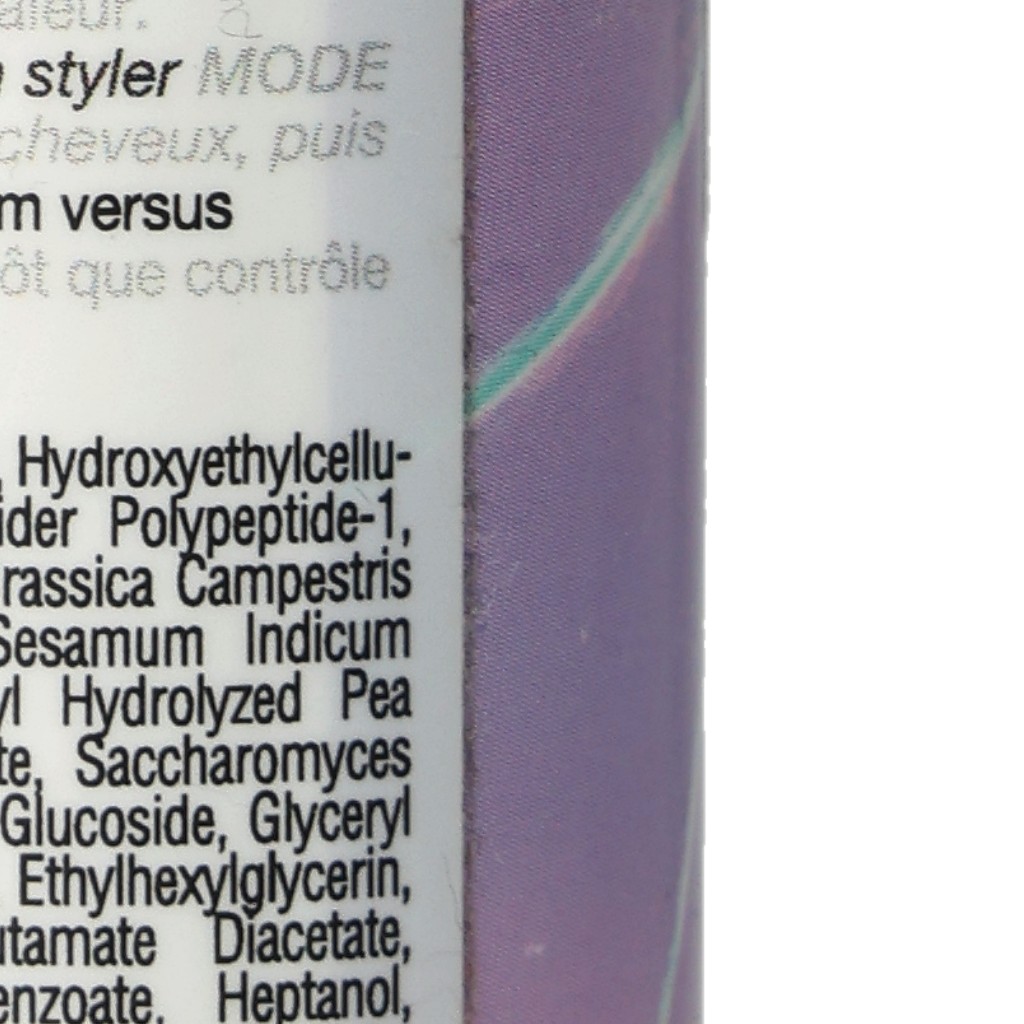 aleur.
styler MODE
cheveux, puis
m versus
ôt que contrôle
, Hydroxyethylcellu-
ider Polypeptide-1,
rassica Campestris
Sesamum Indicum
yl Hydrolyzed Pea
te, Saccharomyces
Glucoside, Glyceryl
Ethylhexylglycerin,
utamate Diacetate,
enzoate, Heptanol,